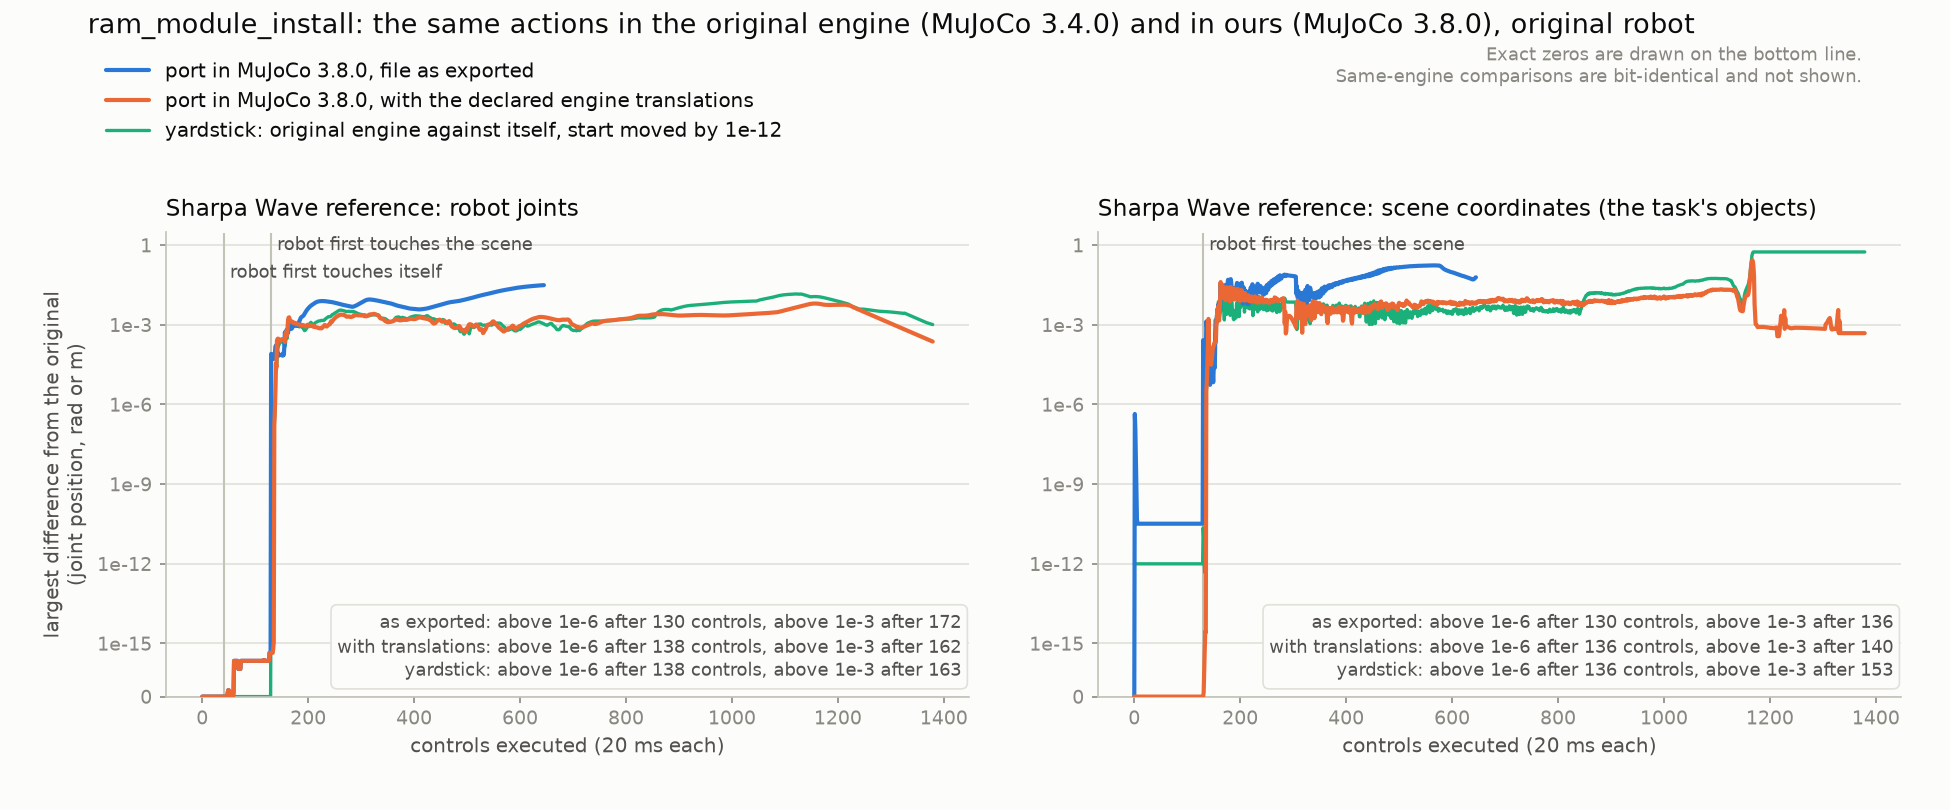 ram_module_install: the same actions in the original engine (MuJoCo 3.4.0) and in ours (MuJoCo 3.8.0), original robot
Exact zeros are drawn on the bottom line.
Same-engine comparisons are bit-identical and not shown.
port in MuJoCo 3.8.0, file as exported
port in MuJoCo 3.8.0, with the declared engine translations
yardstick: original engine against itself, start moved by 1e-12
Sharpa Wave reference: robot joints
robot first touches the scene
robot first touches itself
largest difference from the original
(joint position, rad or m)
1
1e-3
1e-6
1e-9
1e-12
1e-15
0
as exported: above 1e-6 after 130 controls, above 1e-3 after 172
with translations: above 1e-6 after 138 controls, above 1e-3 after 162
yardstick: above 1e-6 after 138 controls, above 1e-3 after 163
0 200 400 600 800 1000 1200 1400
controls executed (20 ms each)
Sharpa Wave reference: scene coordinates (the task's objects)
robot first touches the scene
1
1e-3
1e-6
1e-9
1e-12
1e-15
0
as exported: above 1e-6 after 130 controls, above 1e-3 after 136
with translations: above 1e-6 after 136 controls, above 1e-3 after 140
yardstick: above 1e-6 after 136 controls, above 1e-3 after 153
0 200 400 600 800 1000 1200 1400
controls executed (20 ms each)